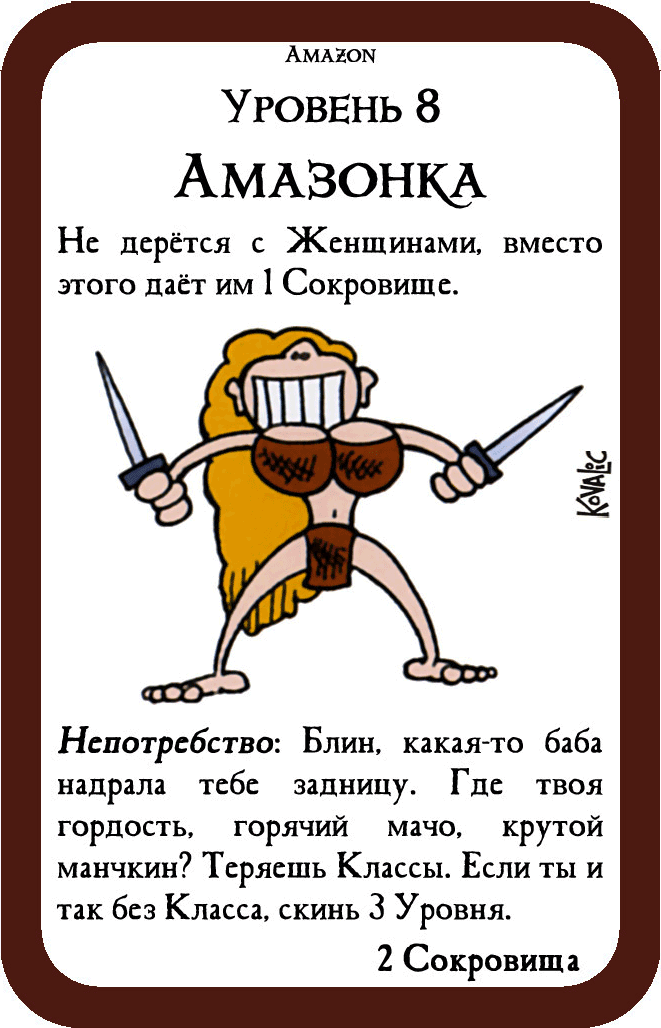 Amazon
Уровень 8
Амазонка
Не дерётся с Женщинами, вместо
этого даёт им 1 Сокровище.
Kovalic
Непотребство: Блин, какая-то баба
надрала тебе задницу. Где твоя
гордость, горячий мачо, крутой
манчкин? Теряешь Классы. Если ты и
так без Класса, скинь 3 Уровня.
2 Сокровища